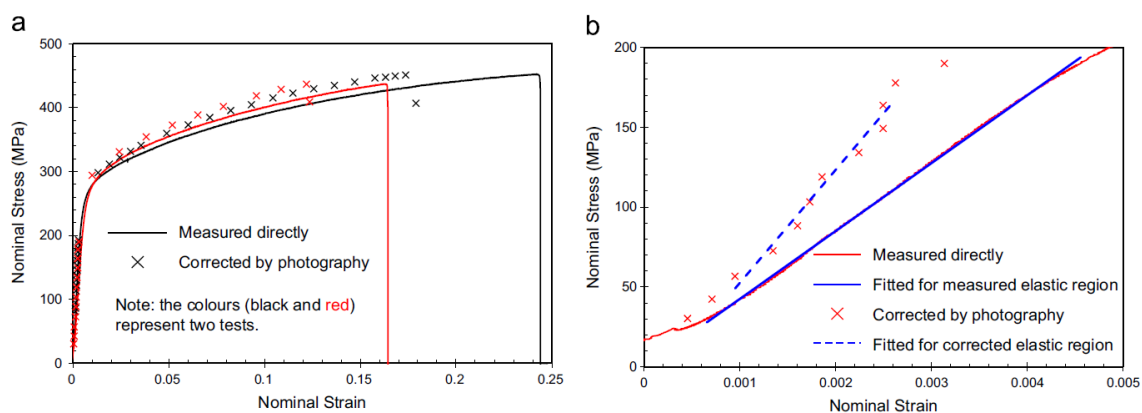 a
500
400
300
200
100
0
Nominal Stress (MPa)
Measured directly
Corrected by photography
Note: the colours (black and red)
represent two tests.
0
0.05
0.1
0.15
0.2
0.25
Nominal Strain
b
200
150
100
50
0
Nominal Stress (MPa)
Measured directly
Fitted for measured elastic region
Corrected by photography
Fitted for corrected elastic region
0
0.001
0.002
0.003
0.004
0.005
Nominal Strain